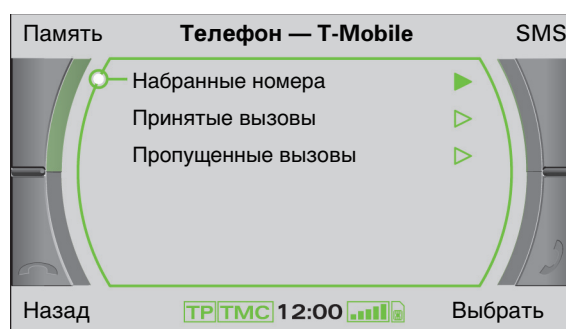 Память Телефон — T-Mobile SMS
Набранные номера
Принятые вызовы
Пропущенные вызовы
Назад TP TMC 12:00 Выбрать